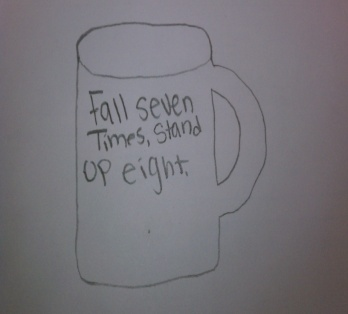 Fall seven
Times, Stand
Up eight.